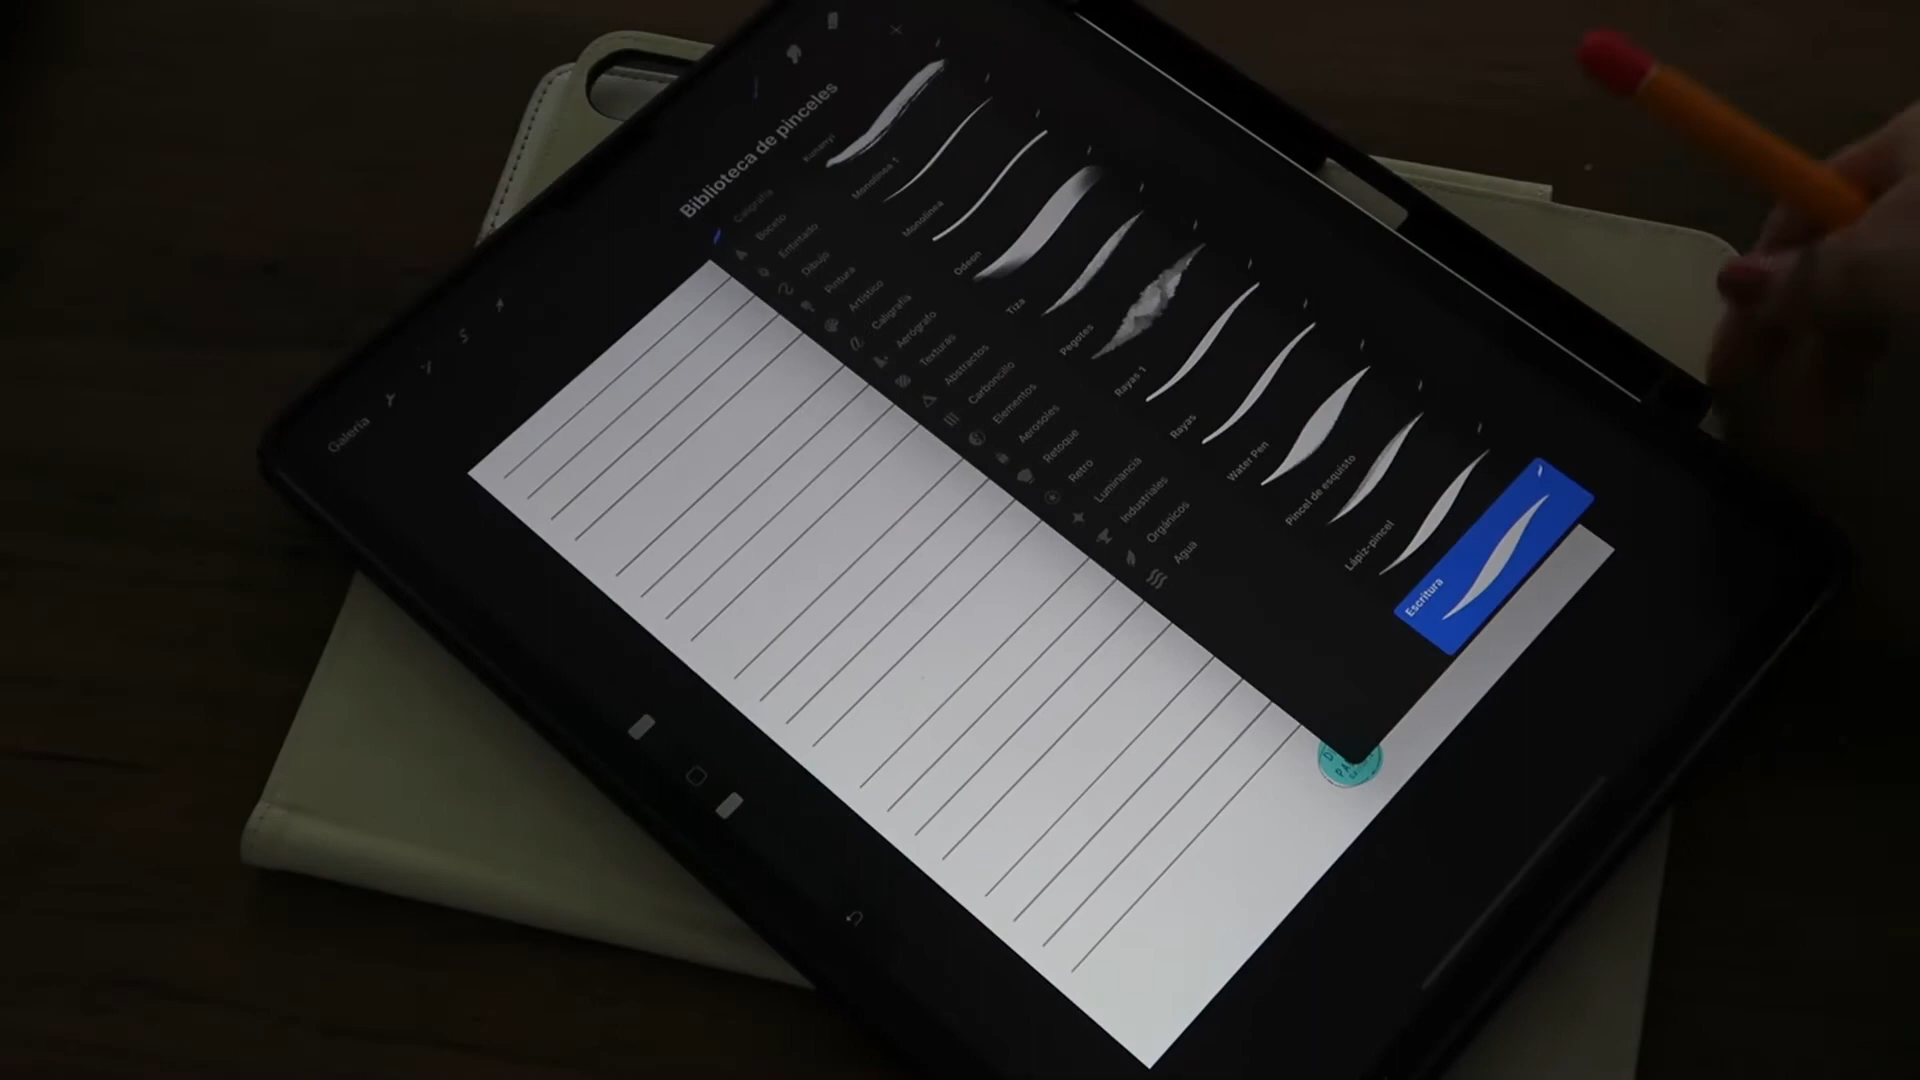 Galería
Biblioteca de pinceles
Caligrafía
Boceto
Entintado
Dibujo
Pintura
Artístico
Caligrafía
Aerógrafo
Texturas
Abstractos
Carboncillo
Elementos
Aerosoles
Retoque
Retro
Luminancia
Industriales
Orgánicos
Agua
Monolínea 1
Monolínea
Odeon
Tiza
Pegotes
Rayas 1
Rayas
Water Pen
Pincel de esquisto
Lápiz-pincel
Escritura